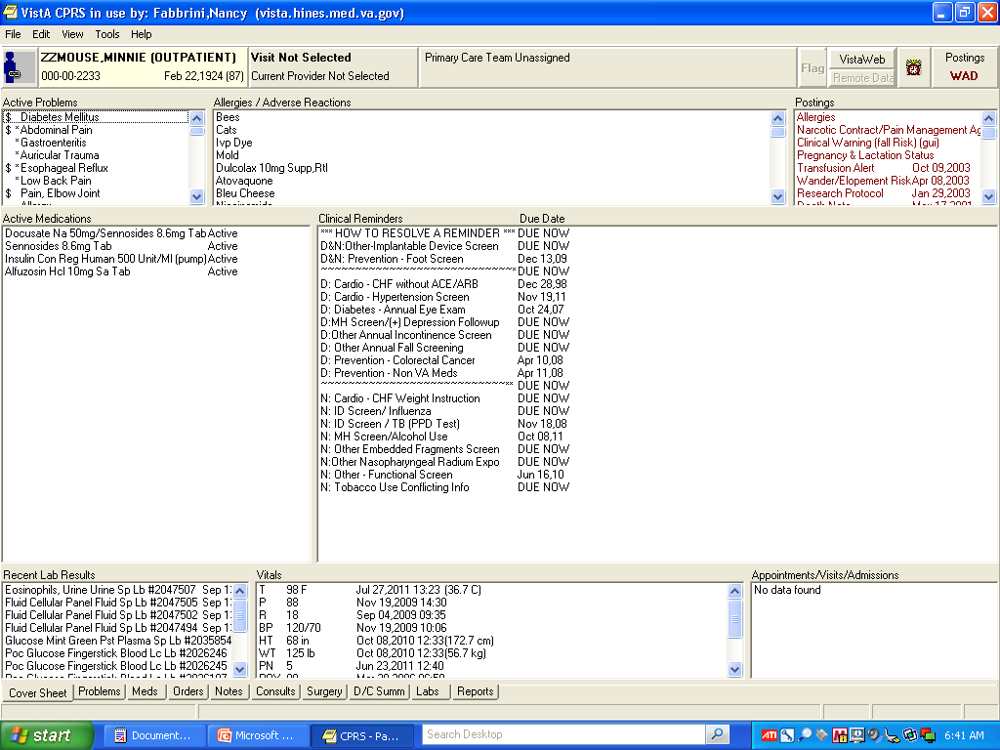 VistA CPRS in use by: Fabbrini,Nancy (vista.hines.med.va.gov)
File Edit View Tools Help
ZZMOUSE,MINNIE (OUTPATIENT) Visit Not Selected Primary Care Team Unassigned Flag VistaWeb Postings
000-00-2233 Feb 22,1924 (87) Current Provider Not Selected Remote Data WAD
Active Problems
$ Diabetes Mellitus
$ *Abdominal Pain
*Gastroenteritis
*Auricular Trauma
$ *Esophageal Reflux
*Low Back Pain
$ Pain, Elbow Joint
Allergies / Adverse Reactions
Bees
Cats
Ivp Dye
Mold
Dulcolax 10mg Supp,Rtl
Atovaquone
Bleu Cheese
Postings
Allergies
Narcotic Contract/Pain Management Ag
Clinical Warning (fall Risk) (gui)
Pregnancy & Lactation Status
Transfusion Alert Oct 09,2003
Wander/Elopement Risk Apr 08,2003
Research Protocol Jan 29,2003
Active Medications
Docusate Na 50mg/Sennosides 8.6mg Tab Active
Sennosides 8.6mg Tab Active
Insulin Con Reg Human 500 Unit/Ml (pump) Active
Alfuzosin Hcl 10mg Sa Tab Active
Clinical Reminders Due Date
*** HOW TO RESOLVE A REMINDER *** DUE NOW
D&N:Other-Implantable Device Screen DUE NOW
D&N: Prevention - Foot Screen Dec 13,09
~~~~~~~~~~~~~~~~~~~~~~~~~~~~~~~~~~~** DUE NOW
D: Cardio - CHF without ACE/ARB Dec 28,98
D: Cardio - Hypertension Screen Nov 19,11
D: Diabetes - Annual Eye Exam Oct 24,07
D:MH Screen/(+) Depression Followup DUE NOW
D:Other Annual Incontinence Screen DUE NOW
D: Other Annual Fall Screening DUE NOW
D: Prevention - Colorectal Cancer Apr 10,08
D: Prevention - Non VA Meds Apr 11,08
~~~~~~~~~~~~~~~~~~~~~~~~~~~~~~~~~~~** DUE NOW
N: Cardio - CHF Weight Instruction DUE NOW
N: ID Screen/ Influenza DUE NOW
N: ID Screen / TB (PPD Test) Nov 18,08
N: MH Screen/Alcohol Use Oct 08,11
N: Other Embedded Fragments Screen DUE NOW
N:Other Nasopharyngeal Radium Expo DUE NOW
N: Other - Functional Screen Jun 16,10
N: Tobacco Use Conflicting Info DUE NOW
Recent Lab Results
Eosinophils, Urine Urine Sp Lb #2047507 Sep 1
Fluid Cellular Panel Fluid Sp Lb #2047505 Sep 1
Fluid Cellular Panel Fluid Sp Lb #2047502 Sep 1
Fluid Cellular Panel Fluid Sp Lb #2047494 Sep 1
Glucose Mint Green Pst Plasma Sp Lb #2035854
Poc Glucose Fingerstick Blood Lc Lb #2026246
Poc Glucose Fingerstick Blood Lc Lb #2026245
Vitals
T 98 F Jul 27,2011 13:23 (36.7 C)
P 88 Nov 19,2009 14:30
R 18 Sep 04,2009 09:35
BP 120/70 Nov 19,2009 10:06
HT 68 in Oct 08,2010 12:33(172.7 cm)
WT 125 lb Oct 08,2010 12:33(56.7 kg)
PN 5 Jun 23,2011 12:40
Appointments/Visits/Admissions
No data found
Cover Sheet Problems Meds Orders Notes Consults Surgery D/C Summ Labs Reports
start Document... Microsoft ... CPRS - Pa... Search Desktop ATI 6:41 AM